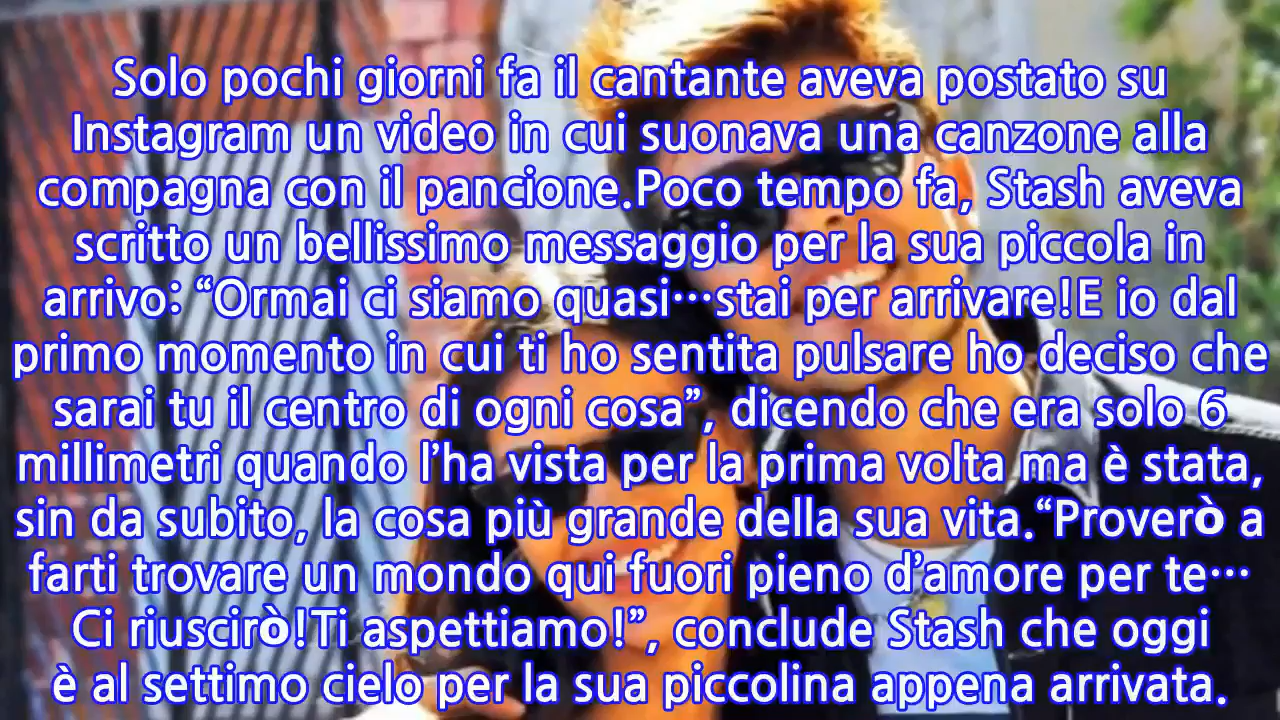 Solo pochi giorni fa il cantante aveva postato su
Instagram un video in cui suonava una canzone alla
compagna con il pancione.Poco tempo fa, Stash aveva
scritto un bellissimo messaggio per la sua piccola in
arrivo: “Ormai ci siamo quasi…stai per arrivare!E io dal
primo momento in cui ti ho sentita pulsare ho deciso che
sarai tu il centro di ogni cosa”, dicendo che era solo 6
millimetri quando l’ha vista per la prima volta ma è stata,
sin da subito, la cosa più grande della sua vita.“Proverò a
farti trovare un mondo qui fuori pieno d’amore per te…
Ci riuscirò!Ti aspettiamo!”, conclude Stash che oggi
è al settimo cielo per la sua piccolina appena arrivata.